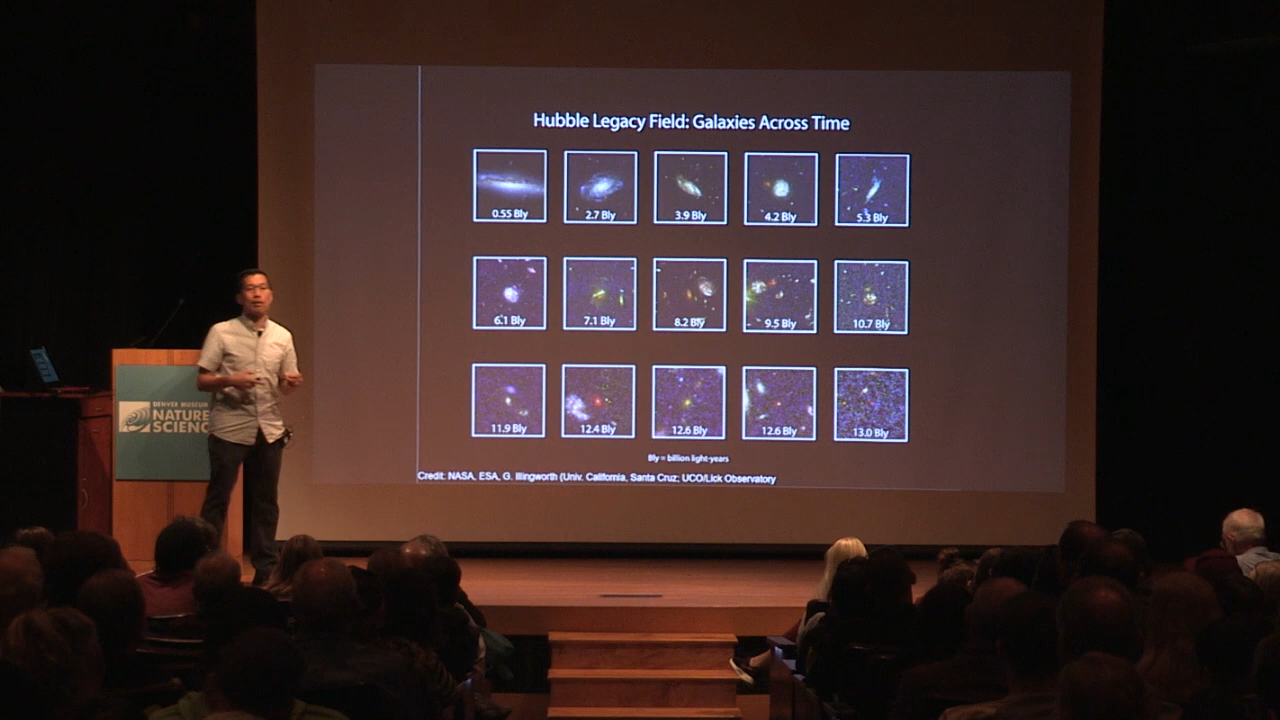 Hubble Legacy Field: Galaxies Across Time
0.55 Bly
2.7 Bly
3.9 Bly
4.2 Bly
5.3 Bly
6.1 Bly
7.1 Bly
8.2 Bly
9.5 Bly
10.7 Bly
11.9 Bly
12.4 Bly
12.6 Bly
12.6 Bly
13.0 Bly
Bly = billion light-years
Credit: NASA, ESA, G. Illingworth (Univ. California, Santa Cruz; UCO/Lick Observatory
DENVER MUSEUM
NATURE
SCIENC